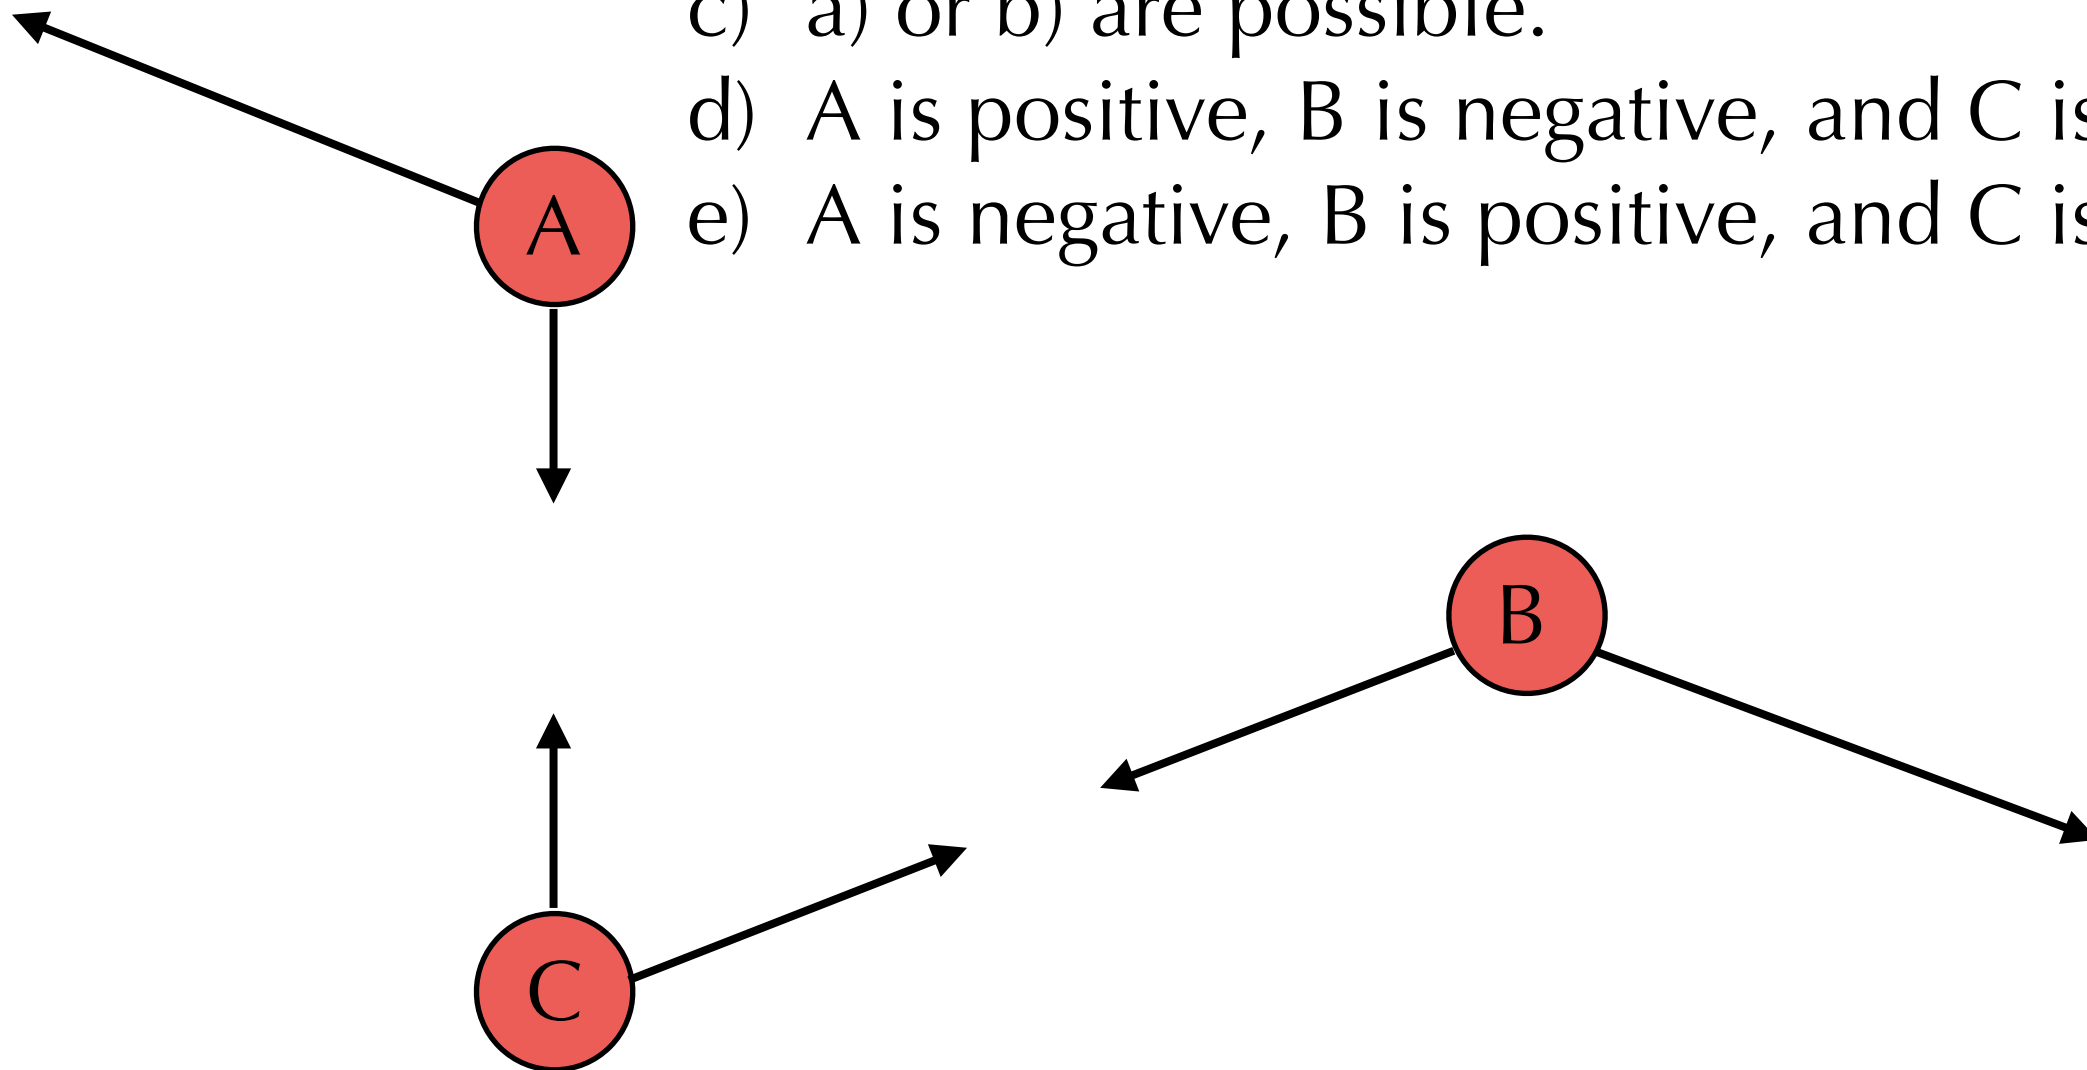 c) a) or b) are possible.
d) A is positive, B is negative, and C is
e) A is negative, B is positive, and C is
A
B
C